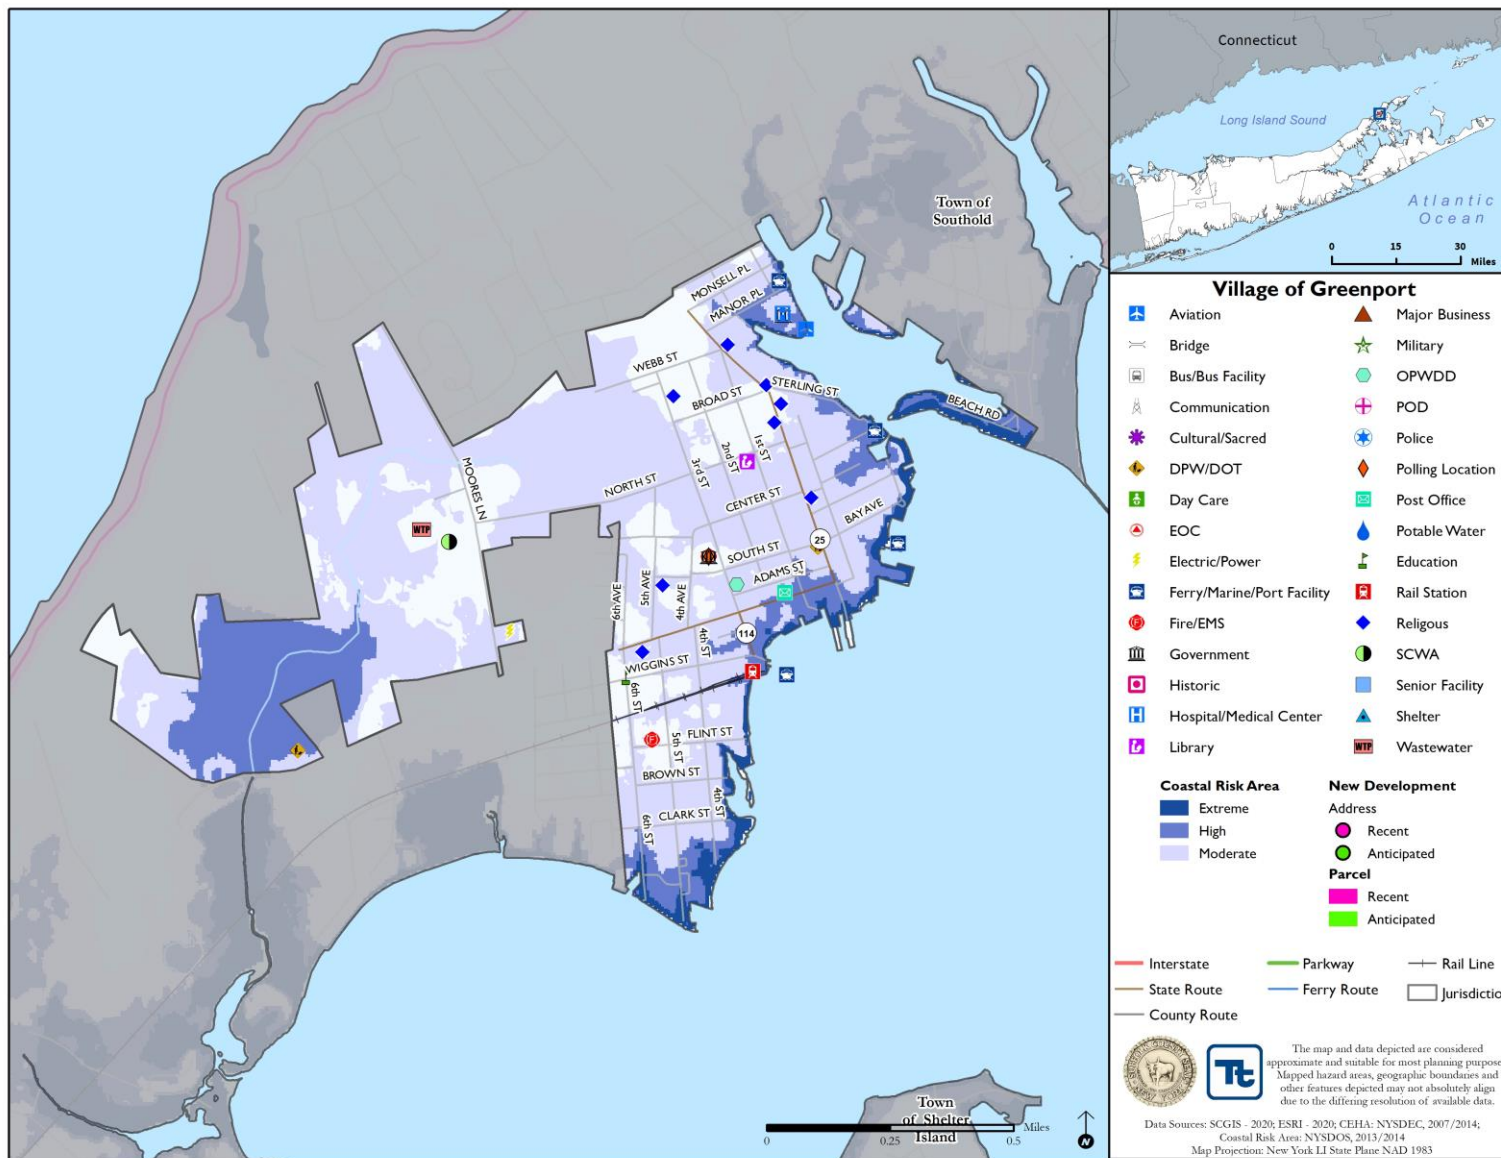 Town of
Southold
MONSELL PL
MANOR PL
WEBB ST
BROAD ST
STERLING ST
BEACH RD
1st ST
2nd ST
3rd ST
MOORES LN
NORTH ST
CENTER ST
BAY AVE
WTP
25
SOUTH ST
ADAMS ST
6th AVE
5th AVE
4th AVE
114
4th ST
WIGGINS ST
6th ST
FLINT ST
5th ST
BROWN ST
4th ST
CLARK ST
6th ST
Town
of Shelter
Island
0 0.25 0.5 Miles
N
Connecticut
Long Island Sound
Atlantic
Ocean
0 15 30
Miles
Village of Greenport
Aviation
Bridge
Bus/Bus Facility
Communication
Cultural/Sacred
DPW/DOT
Day Care
EOC
Electric/Power
Ferry/Marine/Port Facility
Fire/EMS
Government
Historic
Hospital/Medical Center
Library
Major Business
Military
OPWDD
POD
Police
Polling Location
Post Office
Potable Water
Education
Rail Station
Religous
SCWA
Senior Facility
Shelter
WTP Wastewater
Coastal Risk Area
Extreme
High
Moderate
New Development
Address
Recent
Anticipated
Parcel
Recent
Anticipated
Interstate
Parkway
Rail Line
State Route
Ferry Route
Jurisdictio
County Route
Tt
The map and data depicted are considered
approximate and suitable for most planning purpose
Mapped hazard areas, geographic boundaries and
other features depicted may not absolutely align
due to the differing resolution of available data.
Data Sources: SCGIS - 2020; ESRI - 2020; CEHA: NYSDEC, 2007/2014;
Coastal Risk Area: NYSDOS, 2013/2014
Map Projection: New York LI State Plane NAD 1983